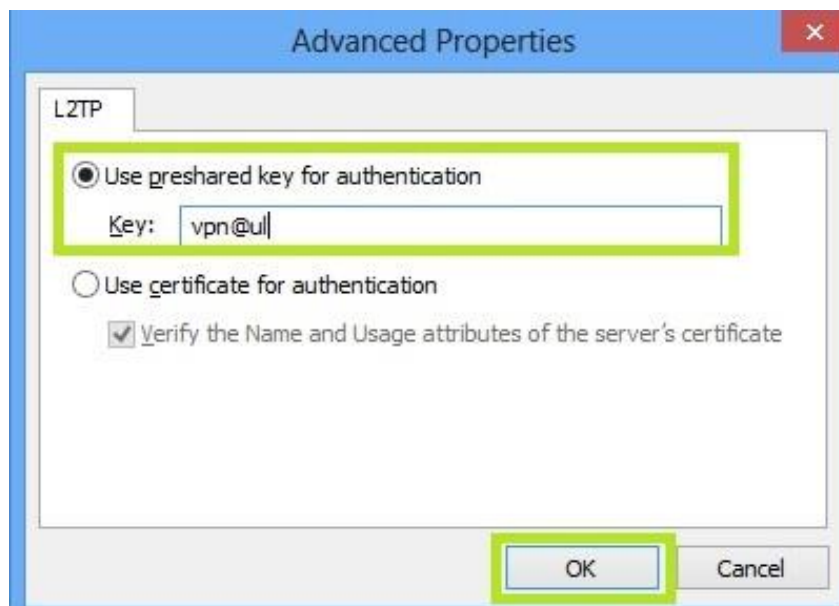 Advanced Properties
L2TP
Use preshared key for authentication
Key: vpn@ul
Use certificate for authentication
Verify the Name and Usage attributes of the server's certificate
OK Cancel